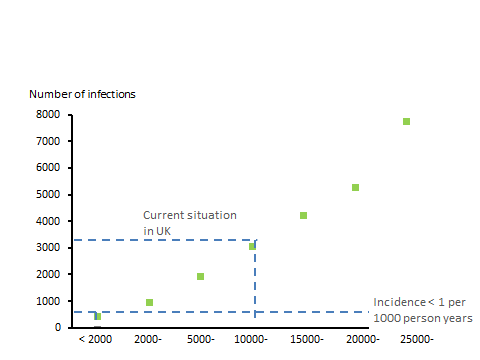 Number of infections
8000
7000
6000
5000
4000
3000
2000
1000
0
Current situation
in UK
Incidence < 1 per
1000 person years
< 2000 2000- 5000- 10000- 15000- 20000- 25000-